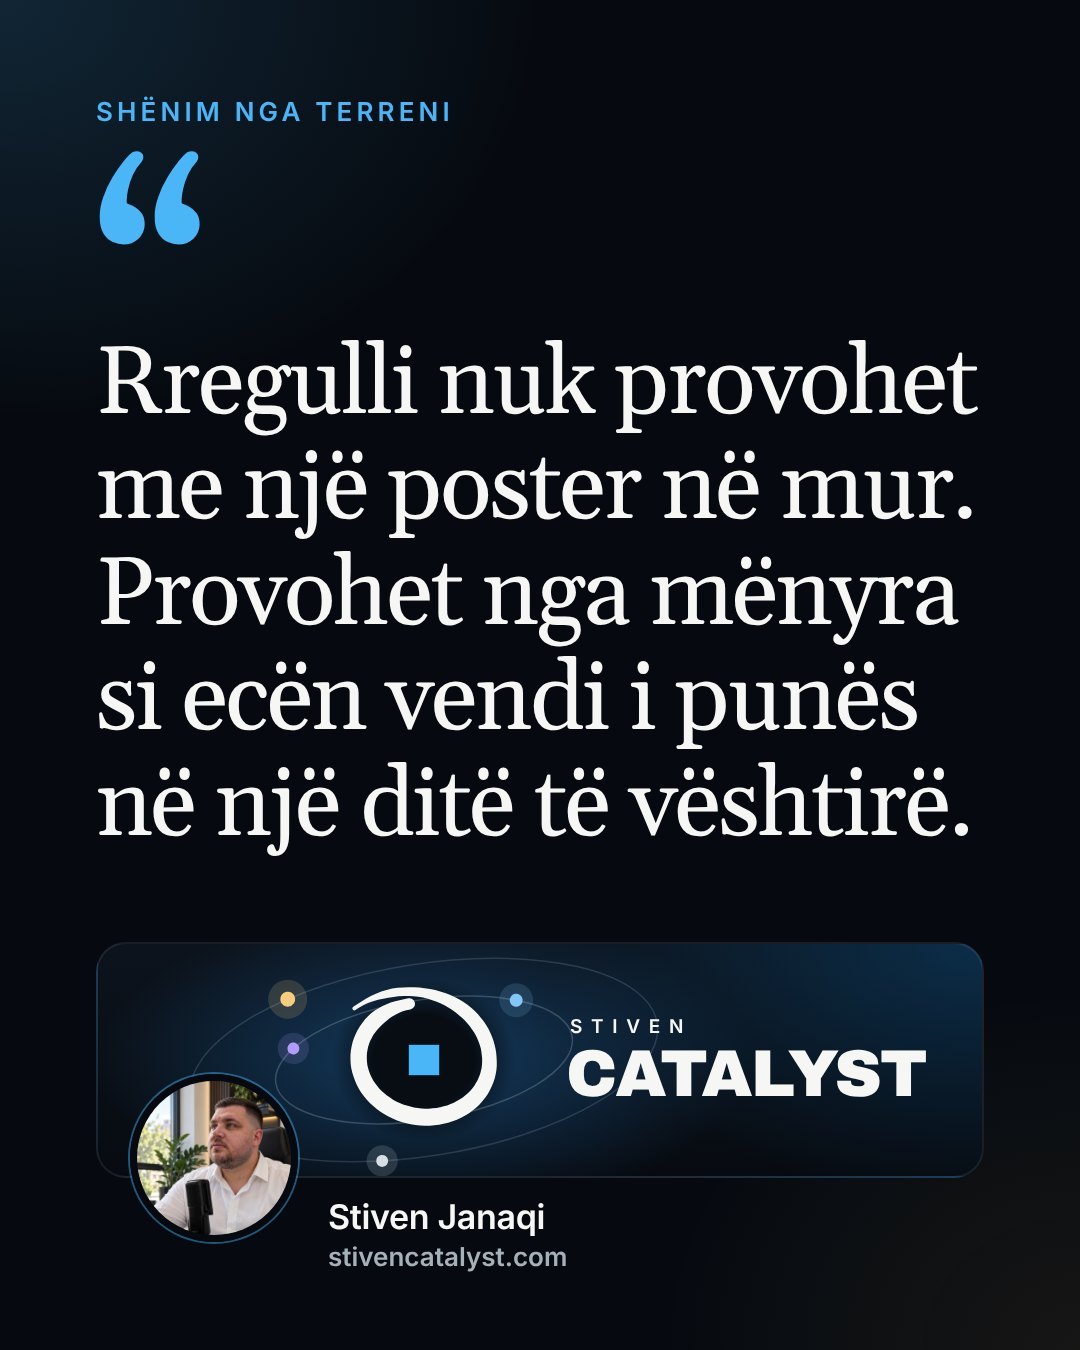 SHËNIM NGA TERRENI
“
Rregulli nuk provohet
me një poster në mur.
Provohet nga mënyra
si ecën vendi i punës
në një ditë të vështirë.
STIVEN
CATALYST
Stiven Janaqi
stivencatalyst.com